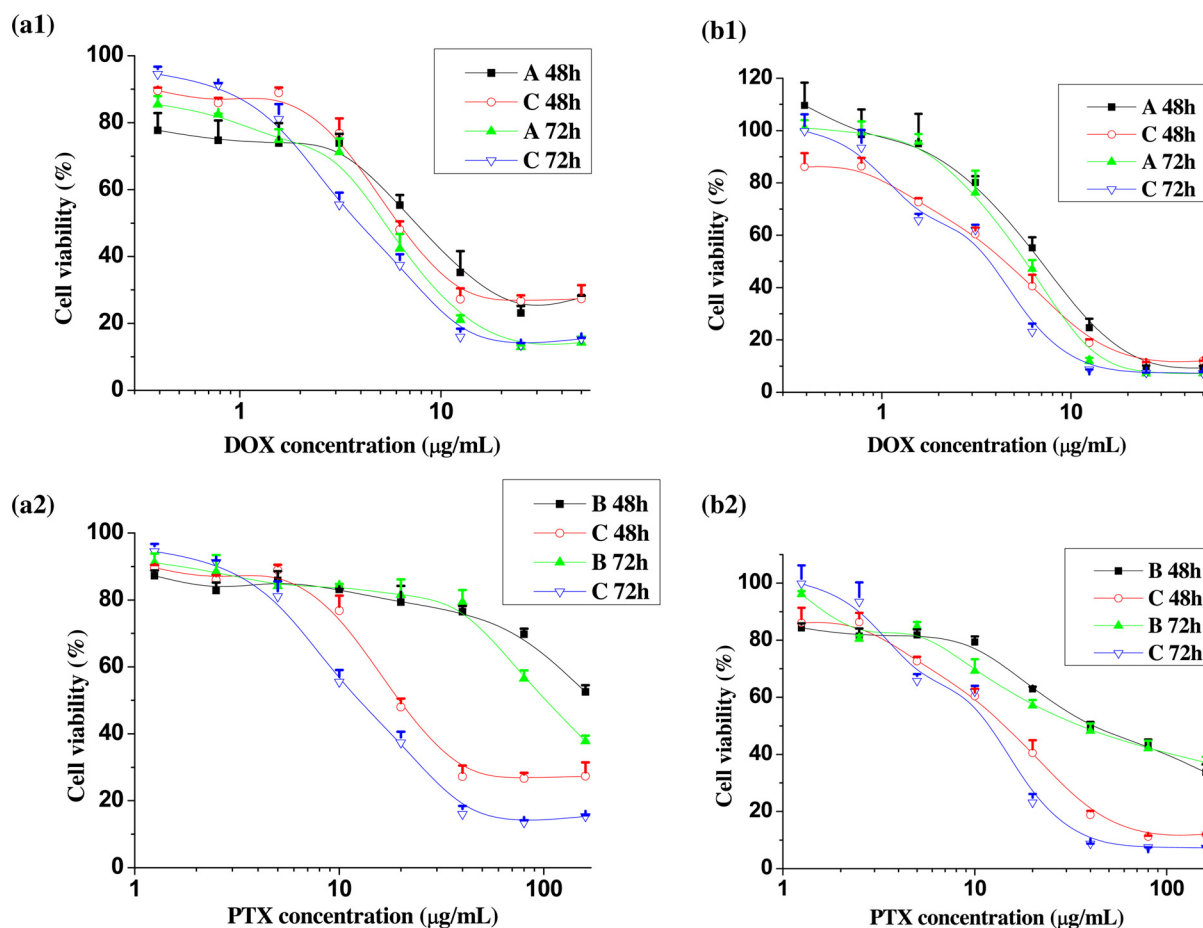 (a1)
100
80
60
40
20
0
Cell viability (%)
1
10
DOX concentration (μg/mL)
A 48h
C 48h
A 72h
C 72h
(b1)
120
100
80
60
40
20
0
Cell viability (%)
1
10
DOX concentration (μg/mL)
A 48h
C 48h
A 72h
C 72h
(a2)
100
80
60
40
20
0
Cell viability (%)
1
10
100
PTX concentration (μg/mL)
B 48h
C 48h
B 72h
C 72h
(b2)
100
80
60
40
20
0
Cell viability (%)
1
10
100
PTX concentration (μg/mL)
B 48h
C 48h
B 72h
C 72h